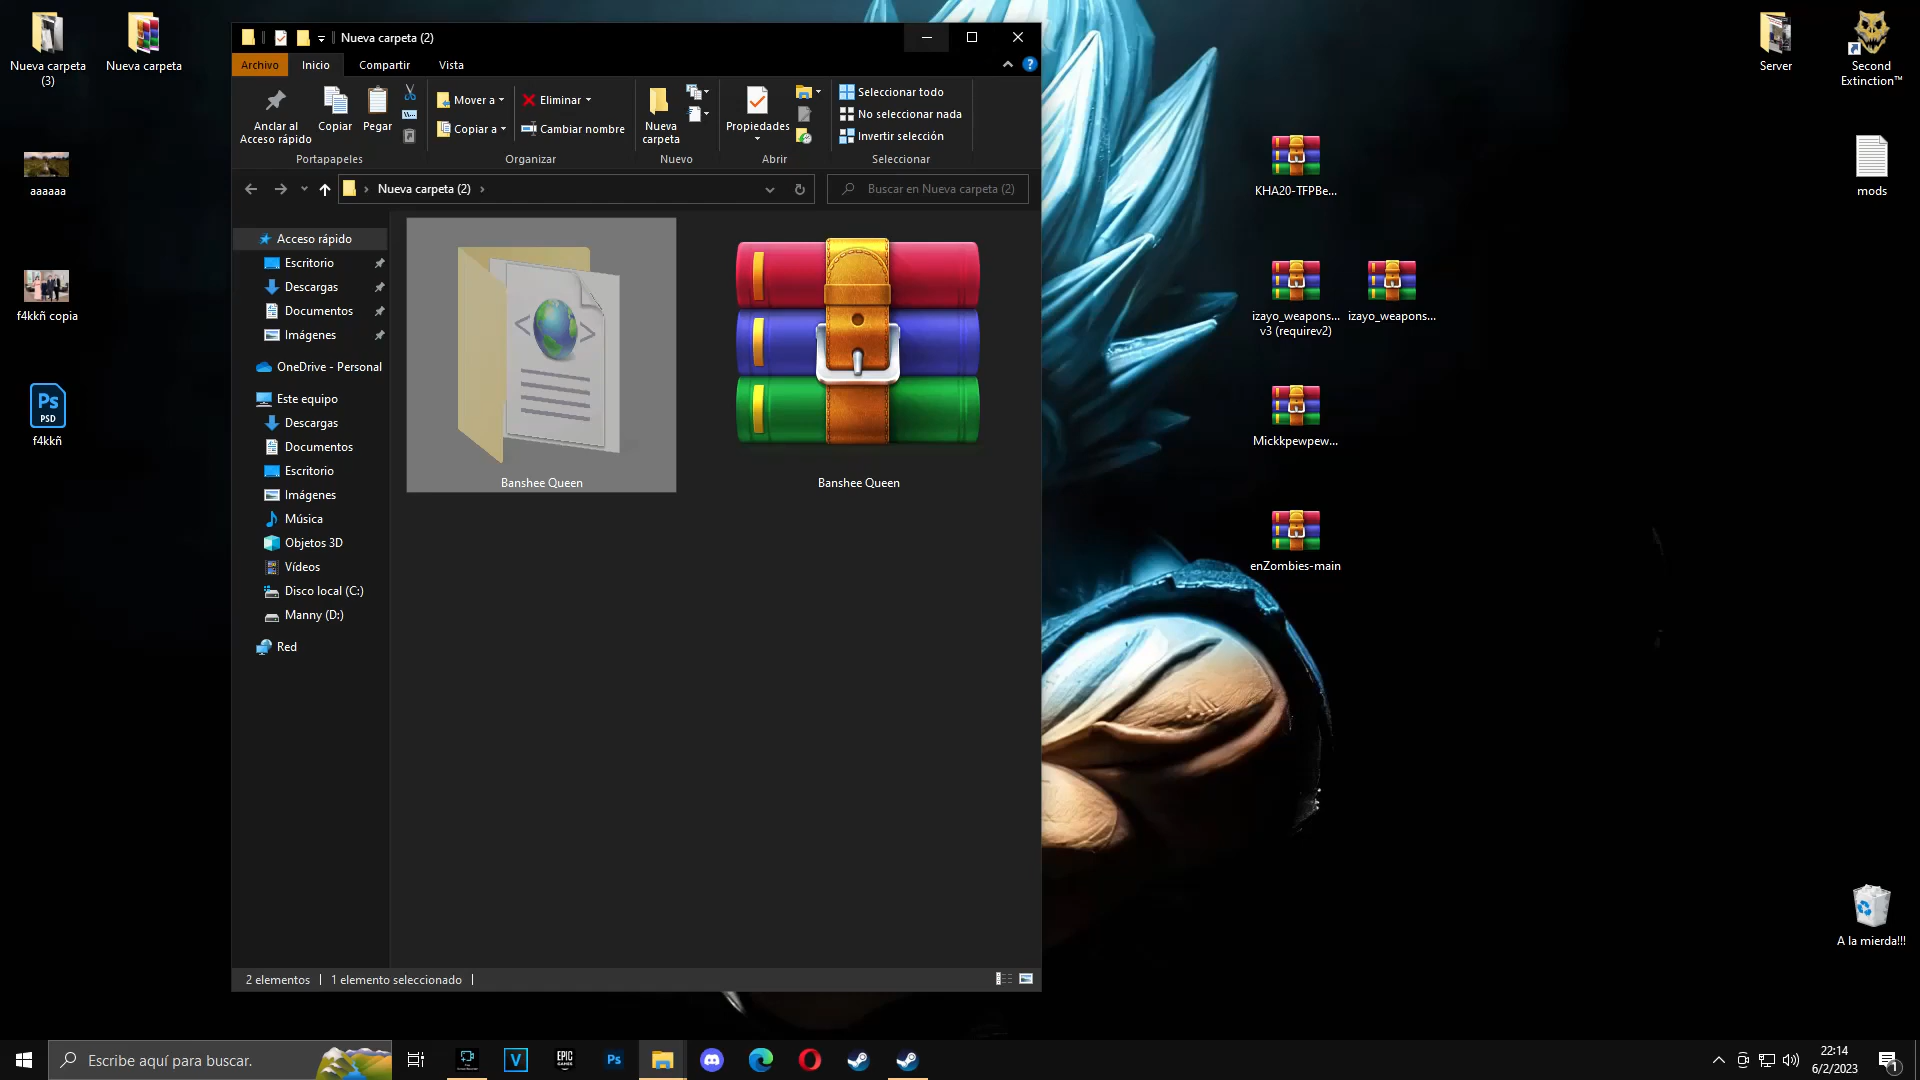 Nueva carpeta
(3)
Nueva carpeta
aaaaaa
f4kkñ copia
Ps
PSD
f4kkñ
Nueva carpeta (2)
Archivo
Inicio
Compartir
Vista
Anclar al
Acceso rápido
Copiar
Pegar
Portapapeles
Mover a
Copiar a
Eliminar
Cambiar nombre
Organizar
Nueva
carpeta
Nuevo
Propiedades
Abrir
Seleccionar todo
No seleccionar nada
Invertir selección
Seleccionar
Nueva carpeta (2)
Buscar en Nueva carpeta (2)
Acceso rápido
Escritorio
Descargas
Documentos
Imágenes
OneDrive - Personal
Este equipo
Descargas
Documentos
Escritorio
Imágenes
Música
Objetos 3D
Vídeos
Disco local (C:)
Manny (D:)
Red
Banshee Queen
Banshee Queen
2 elementos
1 elemento seleccionado
KHA20-TFPBe...
izayo_weapons...
v3 (requirev2)
izayo_weapons...
Mickkpewpew...
enZombies-main
Server
Second
Extinction™
mods
A la mierda!!!
Escribe aquí para buscar.
V
EPIC
GAMES
Ps
22:14
6/2/2023
1